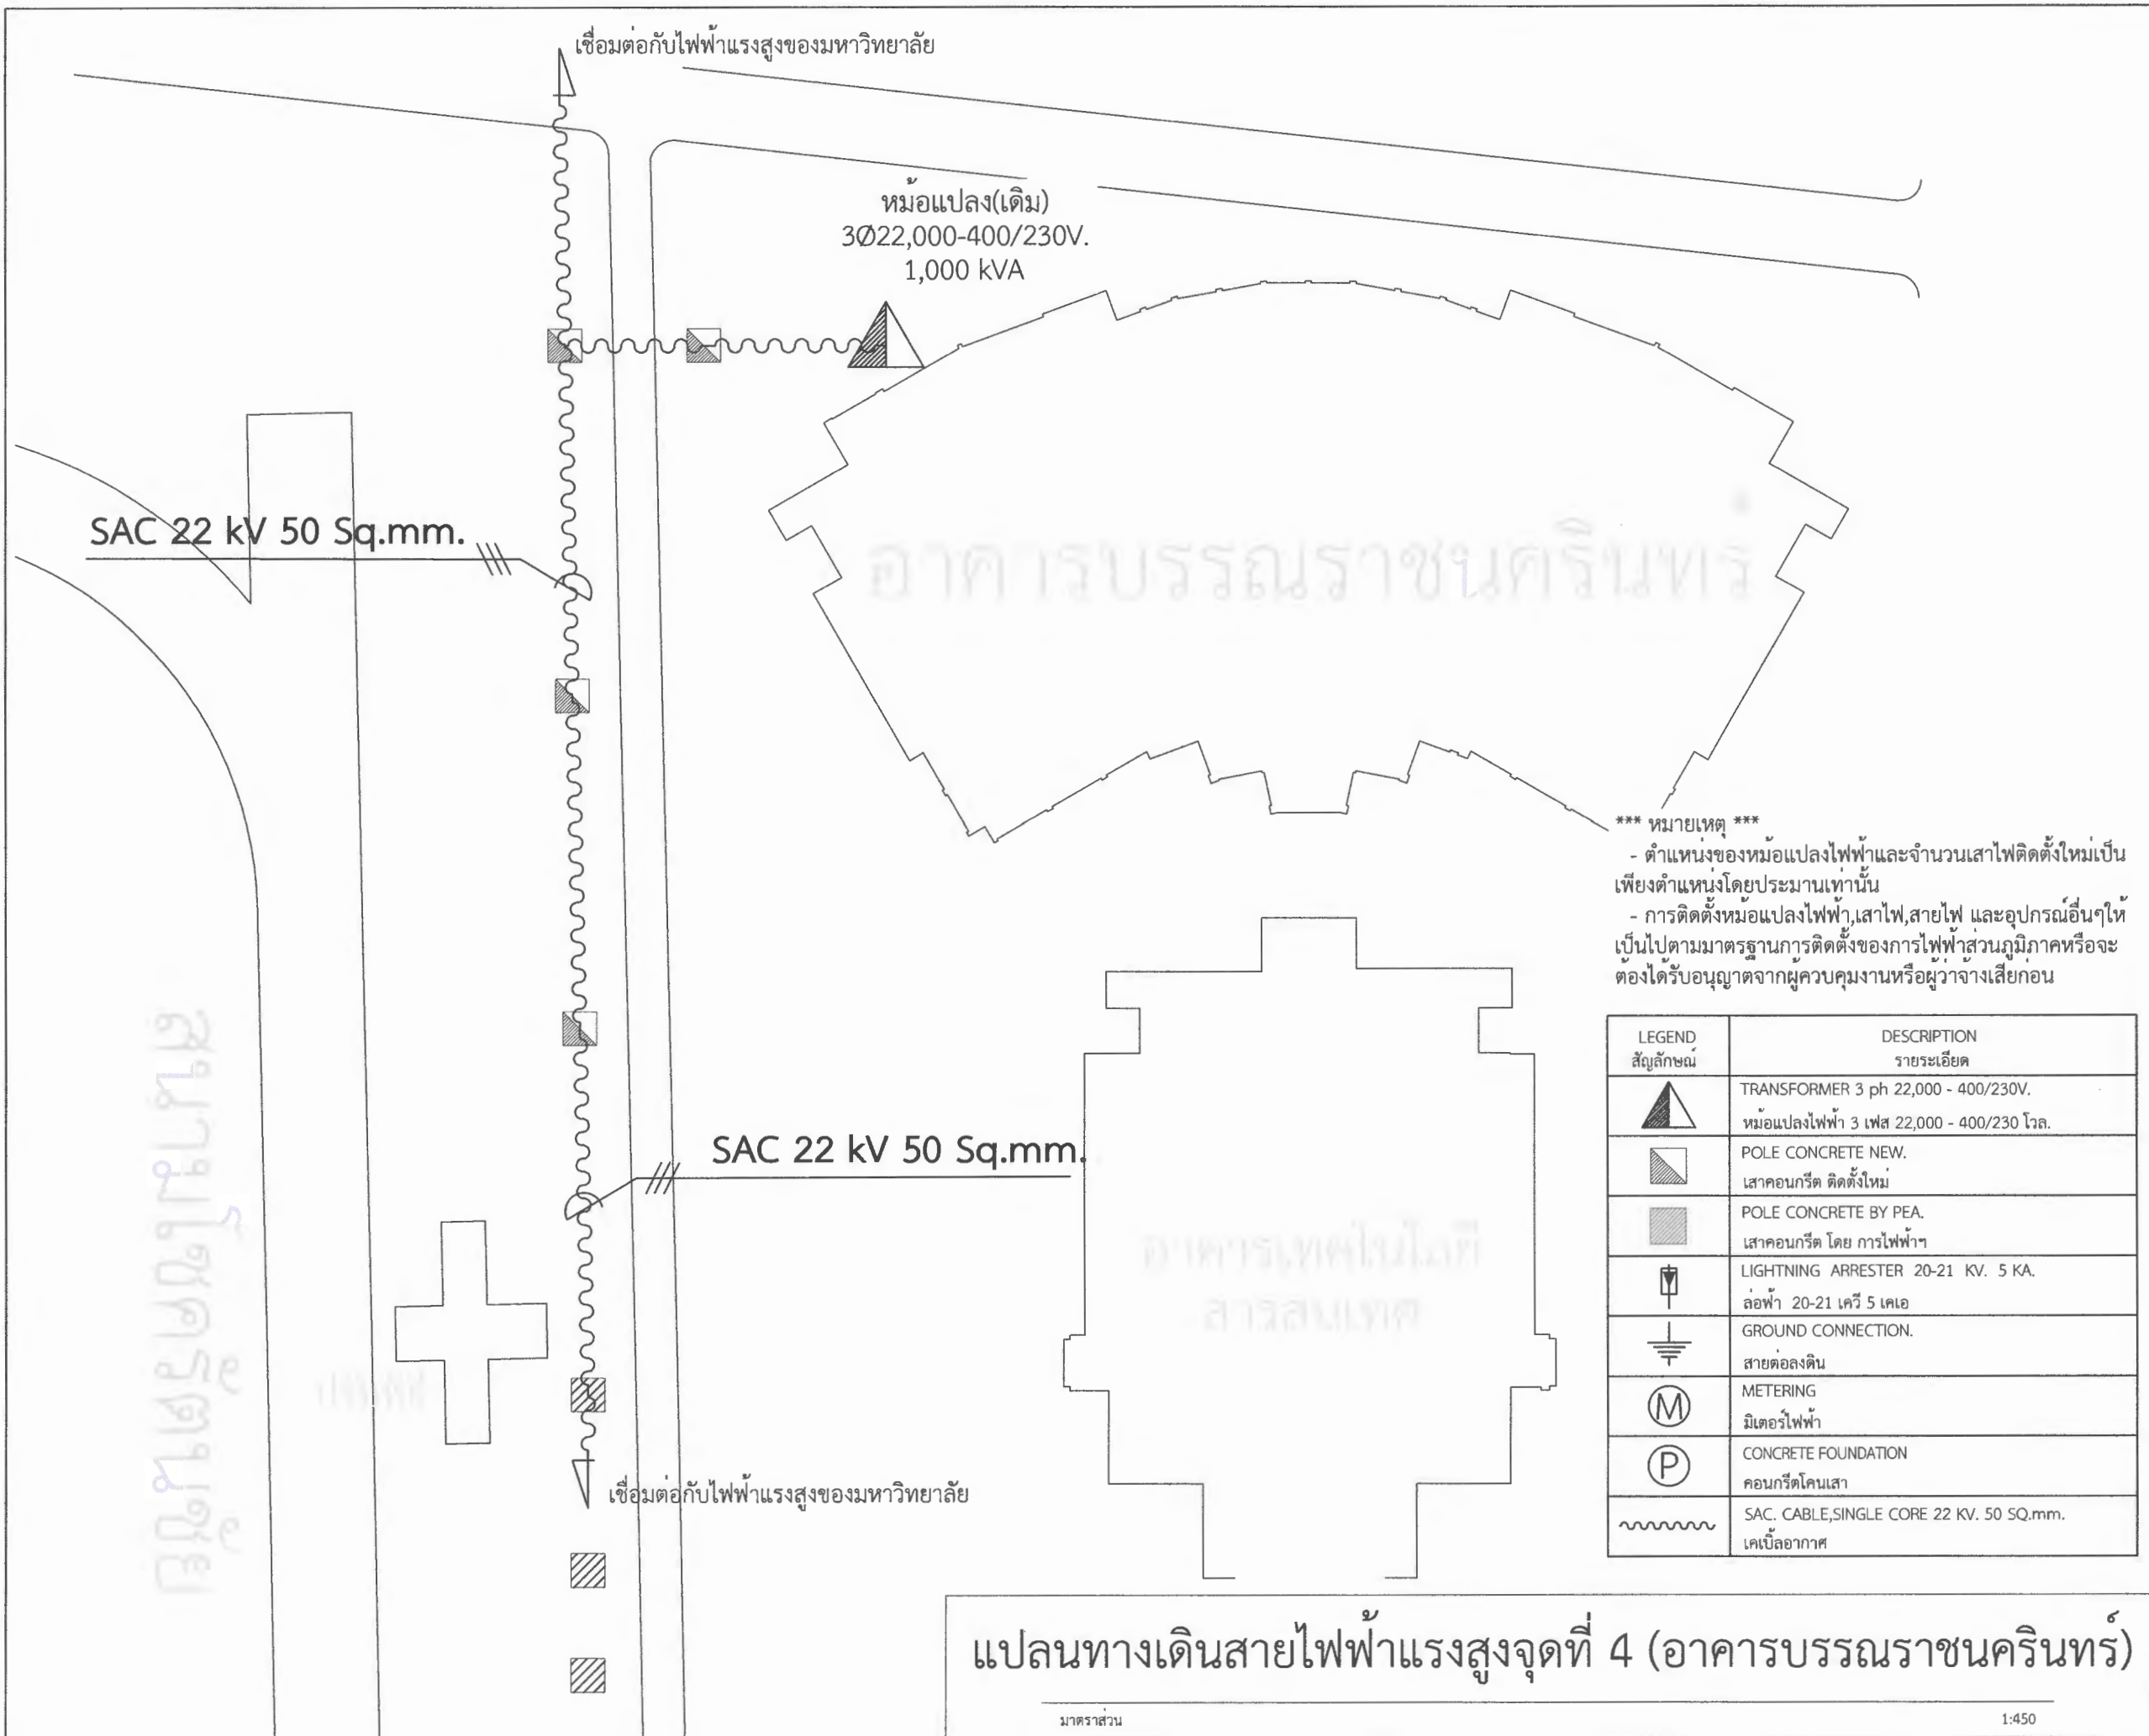 เชื่อมต่อกับไฟฟ้าแรงสูงของมหาวิทยาลัย
หม้อแปลง(เดิม)
3Ø22,000-400/230V.
1,000 kVA
SAC 22 kV 50 Sq.mm.
อาคารบรรณราชนครินทร์
*** หมายเหตุ ***
- ตำแหน่งของหม้อแปลงไฟฟ้าและจำนวนเสาไฟติดตั้งใหม่เป็น
เพียงตำแหน่งโดยประมานเท่านั้น
- การติดตั้งหม้อแปลงไฟฟ้า,เสาไฟ,สายไฟ และอุปกรณ์อื่นๆให้
เป็นไปตามมาตรฐานการติดตั้งของการไฟฟ้าส่วนภูมิภาคหรือจะ
ต้องได้รับอนุญาตจากผู้ควบคุมงานหรือผู้ว่าจ้างเสียก่อน
LEGEND DESCRIPTION
สัญลักษณ์ รายระเอียด
TRANSFORMER 3 ph 22,000 - 400/230V.
หม้อแปลงไฟฟ้า 3 เฟส 22,000 - 400/230 โวล.
POLE CONCRETE NEW.
เสาคอนกรีต ติดตั้งใหม่
POLE CONCRETE BY PEA.
เสาคอนกรีต โดย การไฟฟ้าฯ
LIGHTNING ARRESTER 20-21 KV. 5 KA.
ล่อฟ้า 20-21 เควี 5 เคเอ
GROUND CONNECTION.
สายต่อลงดิน
M METERING
มิเตอร์ไฟฟ้า
P CONCRETE FOUNDATION
คอนกรีตโคนเสา
SAC. CABLE,SINGLE CORE 22 KV. 50 SQ.mm.
เคเบิ้ลอากาศ
SAC 22 kV 50 Sq.mm.
อาคารเทคโนโลยี
สารสนเทศ
เชื่อมต่อกับไฟฟ้าแรงสูงของมหาวิทยาลัย
แปลนทางเดินสายไฟฟ้าแรงสูงจุดที่ 4 (อาคารบรรณราชนครินทร์)
มาตราส่วน 1:450